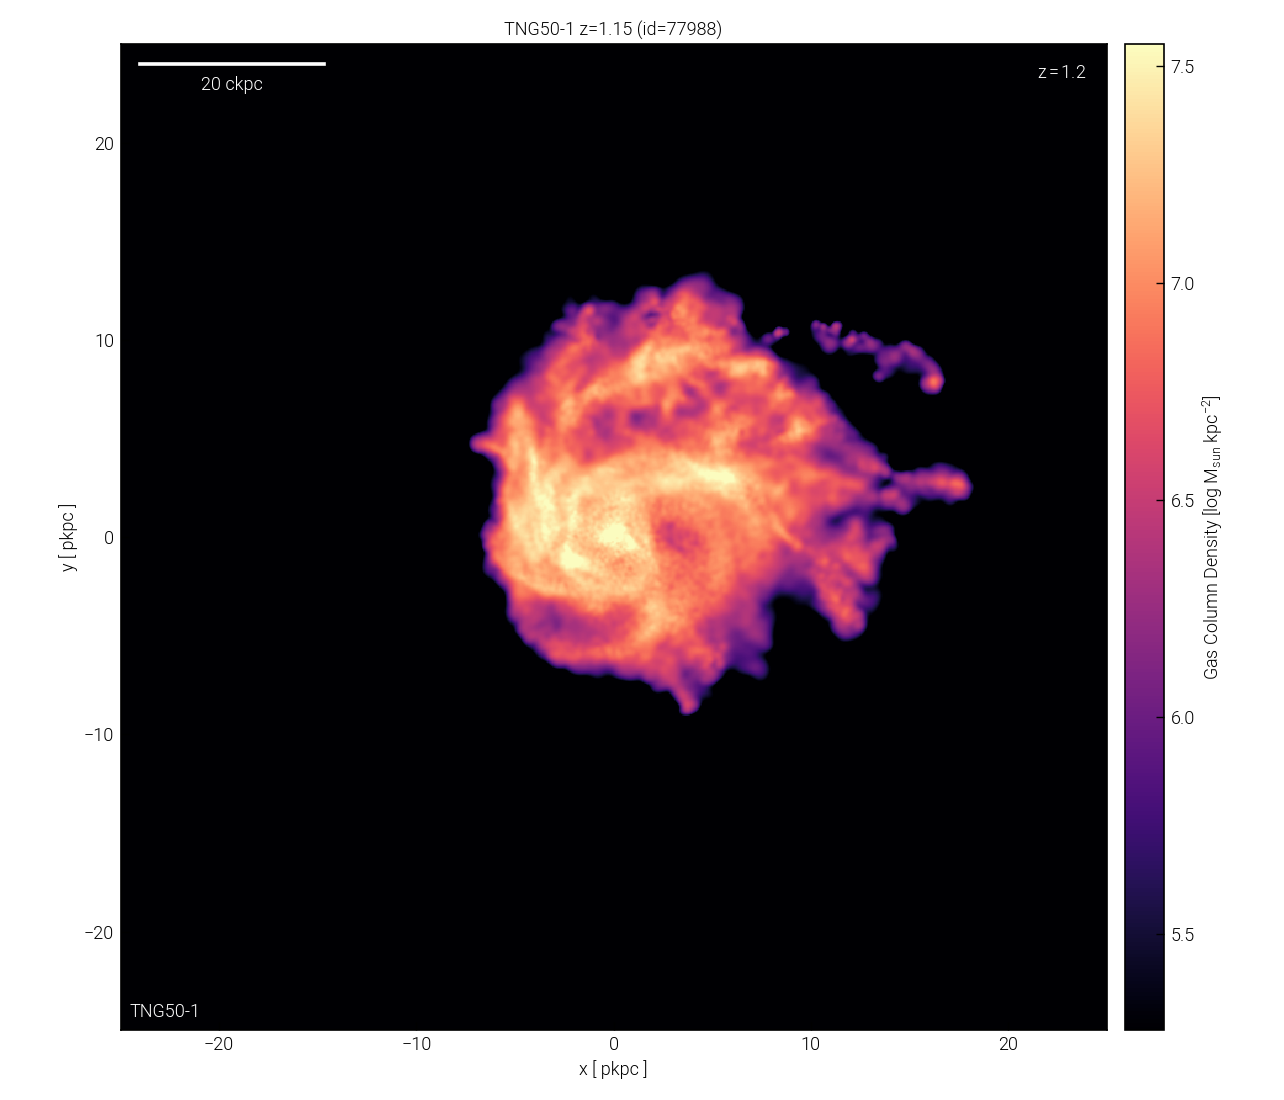 TNG50-1 z=1.15 (id=77988)
20 ckpc
z = 1.2
TNG50-1
20
10
0
−10
−20
y [ pkpc ]
−20
−10
0
10
20
x [ pkpc ]
7.5
7.0
6.5
6.0
5.5
Gas Column Density [log M_sun kpc⁻²]